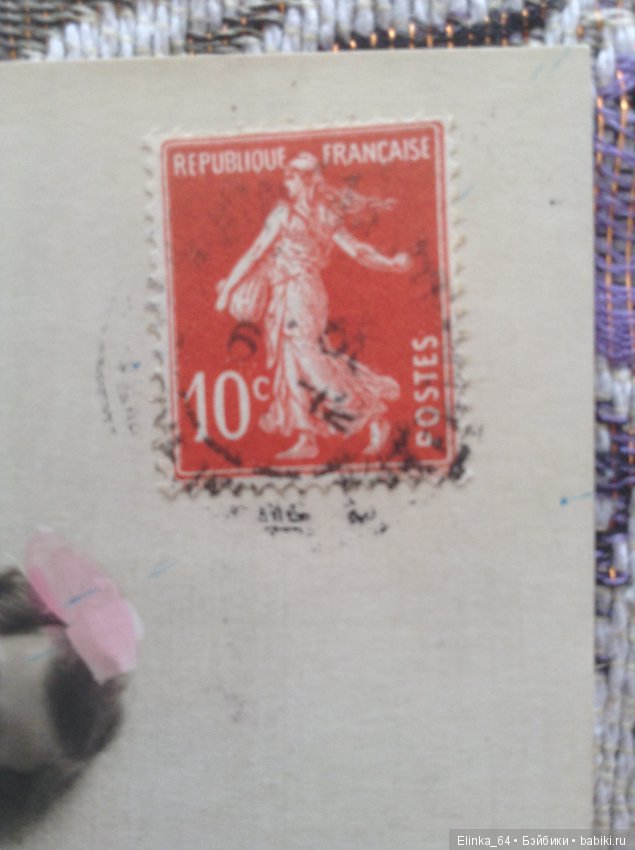 REPUBLIQUE FRANÇAISE
10c
POSTES
Elinka_64 • Бэйбики • babiki.ru